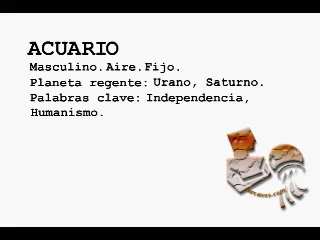 ACUARIO
Masculino. Aire. Fijo.
Planeta regente: Urano, Saturno.
Palabras clave: Independencia,
Humanismo.